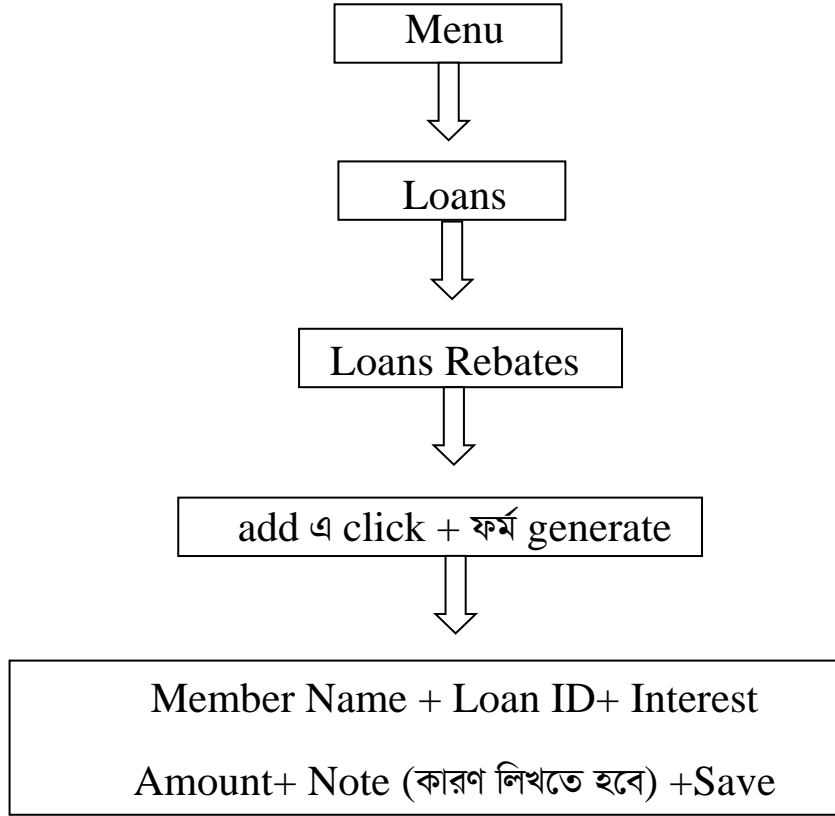 Menu
Loans
Loans Rebates
add এ click + ফর্ম generate
Member Name + Loan ID+ Interest
Amount+ Note (কারণ লিখতে হবে) +Save